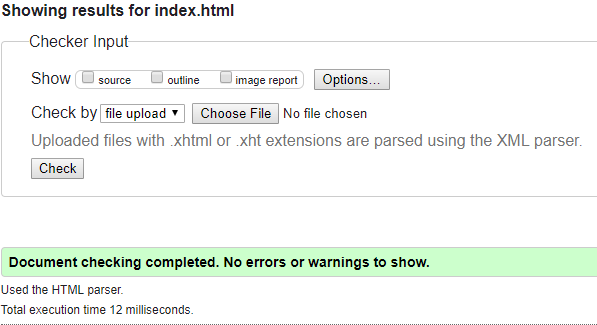 Showing results for index.html
Checker Input
Show source outline image report Options...
Check by file upload Choose File No file chosen
Uploaded files with .xhtml or .xht extensions are parsed using the XML parser.
Check
Document checking completed. No errors or warnings to show.
Used the HTML parser.
Total execution time 12 milliseconds.